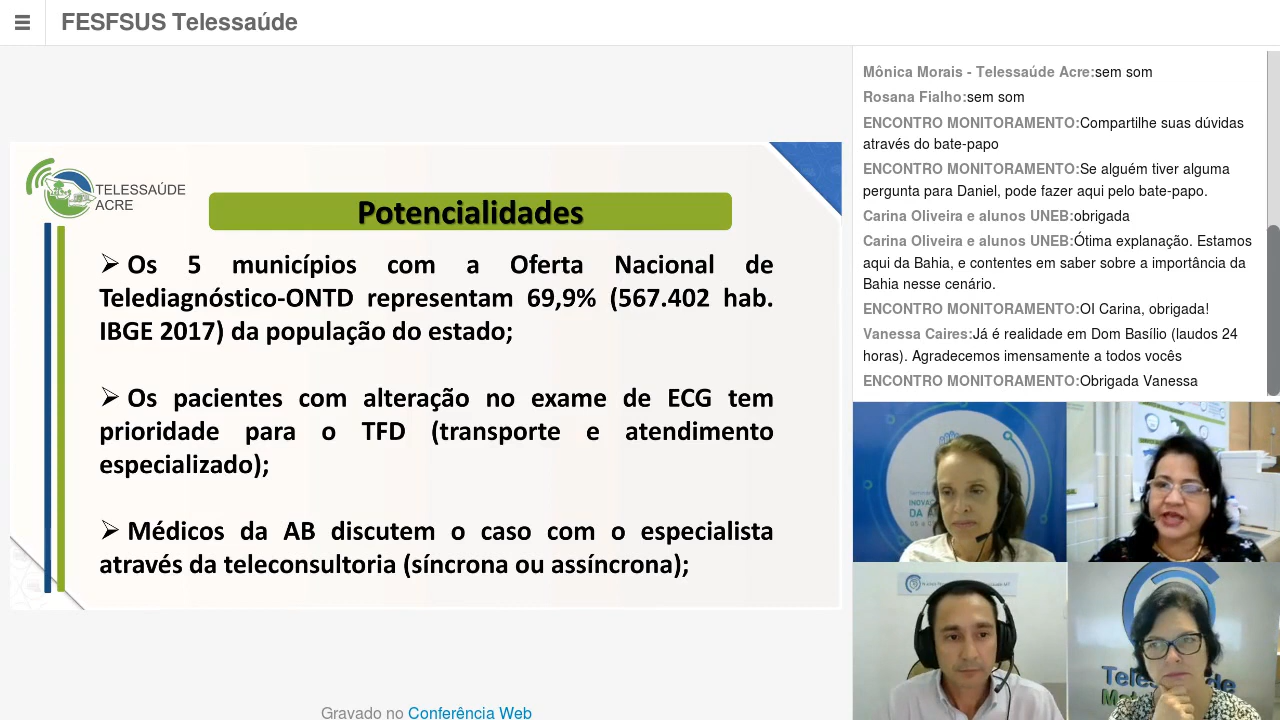 FESFSUS Telessaúde
TELESSAÚDE
ACRE
Potencialidades
Os 5 municípios com a Oferta Nacional de
Telediagnóstico-ONTD representam 69,9% (567.402 hab.
IBGE 2017) da população do estado;
Os pacientes com alteração no exame de ECG tem
prioridade para o TFD (transporte e atendimento
especializado);
Médicos da AB discutem o caso com o especialista
através da teleconsultoria (síncrona ou assíncrona);
Gravado no Conferência Web
Mônica Morais - Telessaúde Acre:sem som
Rosana Fialho:sem som
ENCONTRO MONITORAMENTO:Compartilhe suas dúvidas
através do bate-papo
ENCONTRO MONITORAMENTO:Se alguém tiver alguma
pergunta para Daniel, pode fazer aqui pelo bate-papo.
Carina Oliveira e alunos UNEB:obrigada
Carina Oliveira e alunos UNEB:Ótima explanação. Estamos
aqui da Bahia, e contentes em saber sobre a importância da
Bahia nesse cenário.
ENCONTRO MONITORAMENTO:OI Carina, obrigada!
Vanessa Caires:Já é realidade em Dom Basílio (laudos 24
horas). Agradecemos imensamente a todos vocês
ENCONTRO MONITORAMENTO:Obrigada Vanessa